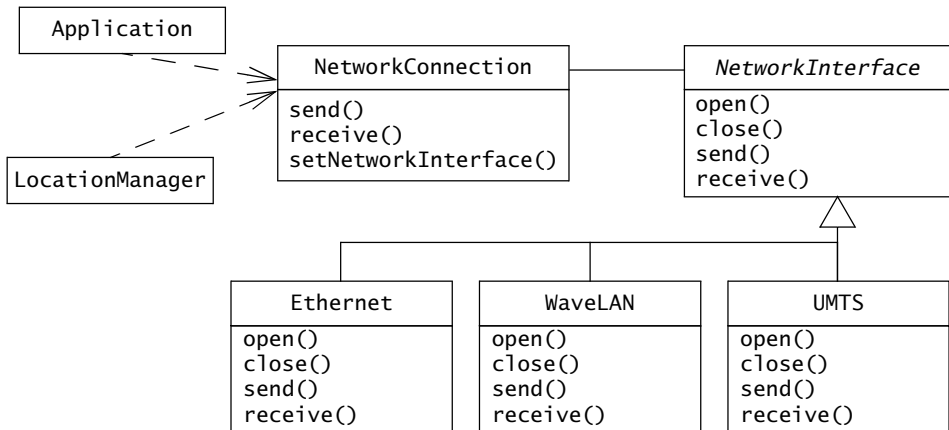 Application
NetworkConnection
send()
receive()
setNetworkInterface()
NetworkInterface
open()
close()
send()
receive()
LocationManager
Ethernet
open()
close()
send()
receive()
WaveLAN
open()
close()
send()
receive()
UMTS
open()
close()
send()
receive()